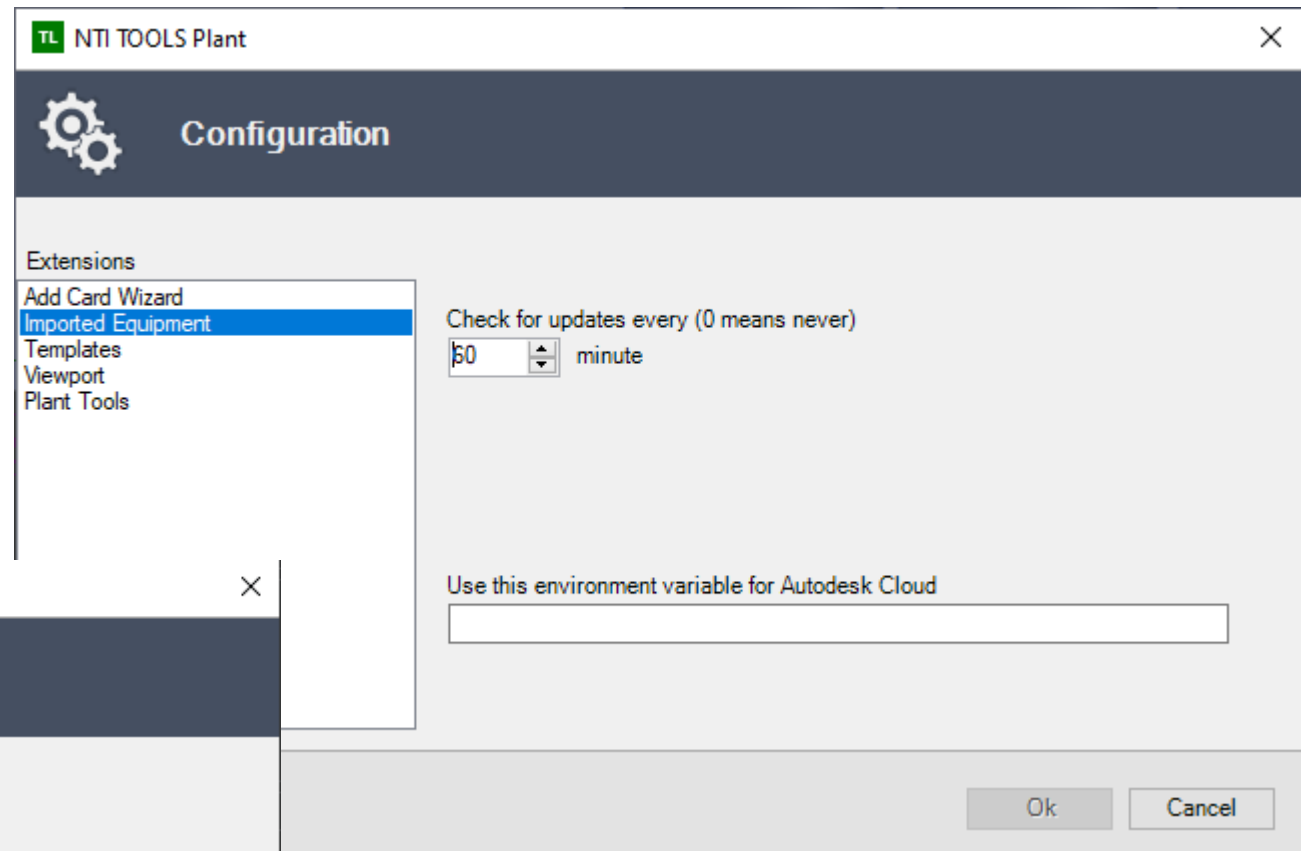 TL NTI TOOLS Plant
Configuration
Extensions
Add Card Wizard
Imported Equipment
Templates
Viewport
Plant Tools
Check for updates every (0 means never)
60 minute
Use this environment variable for Autodesk Cloud
Ok Cancel